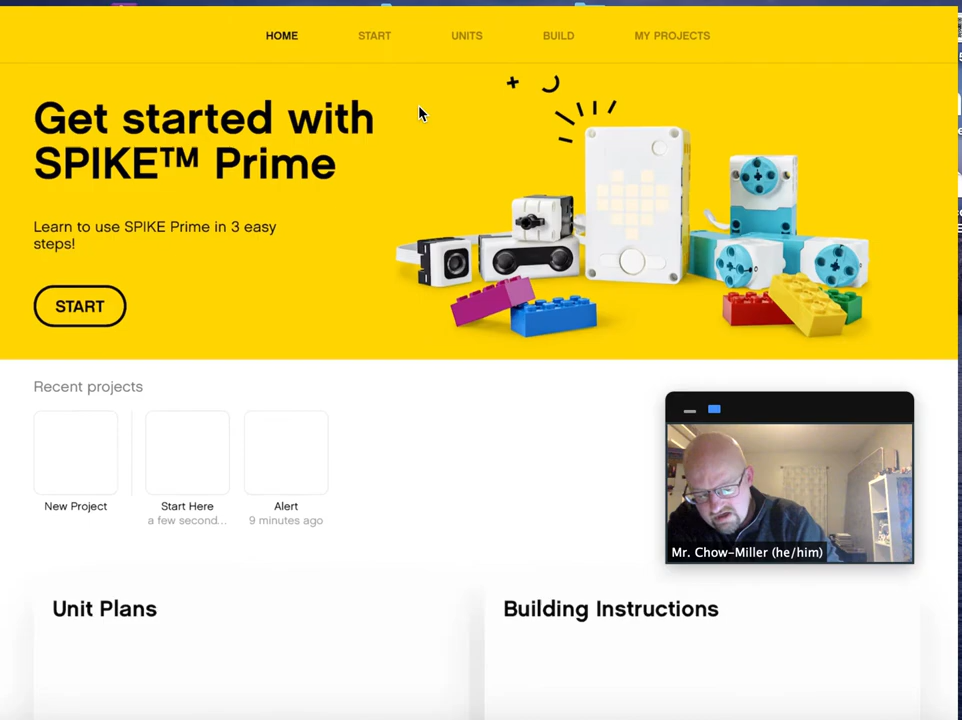 HOME START UNITS BUILD MY PROJECTS
Get started with
SPIKE™ Prime
Learn to use SPIKE Prime in 3 easy
steps!
START
Recent projects
New Project
Start Here
a few second...
Alert
9 minutes ago
Mr. Chow-Miller (he/him)
Unit Plans
Building Instructions